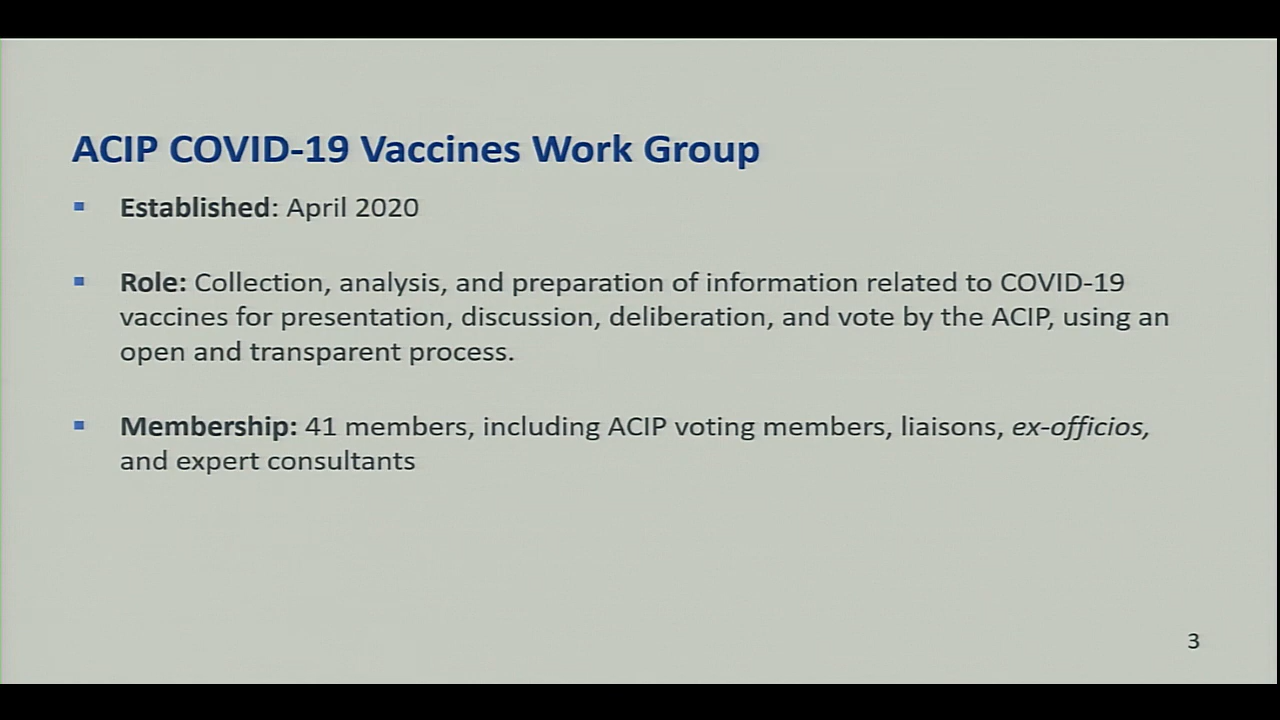 ACIP COVID-19 Vaccines Work Group
▪ Established: April 2020
▪ Role: Collection, analysis, and preparation of information related to COVID-19
vaccines for presentation, discussion, deliberation, and vote by the ACIP, using an
open and transparent process.
▪ Membership: 41 members, including ACIP voting members, liaisons, ex-officios,
and expert consultants
3